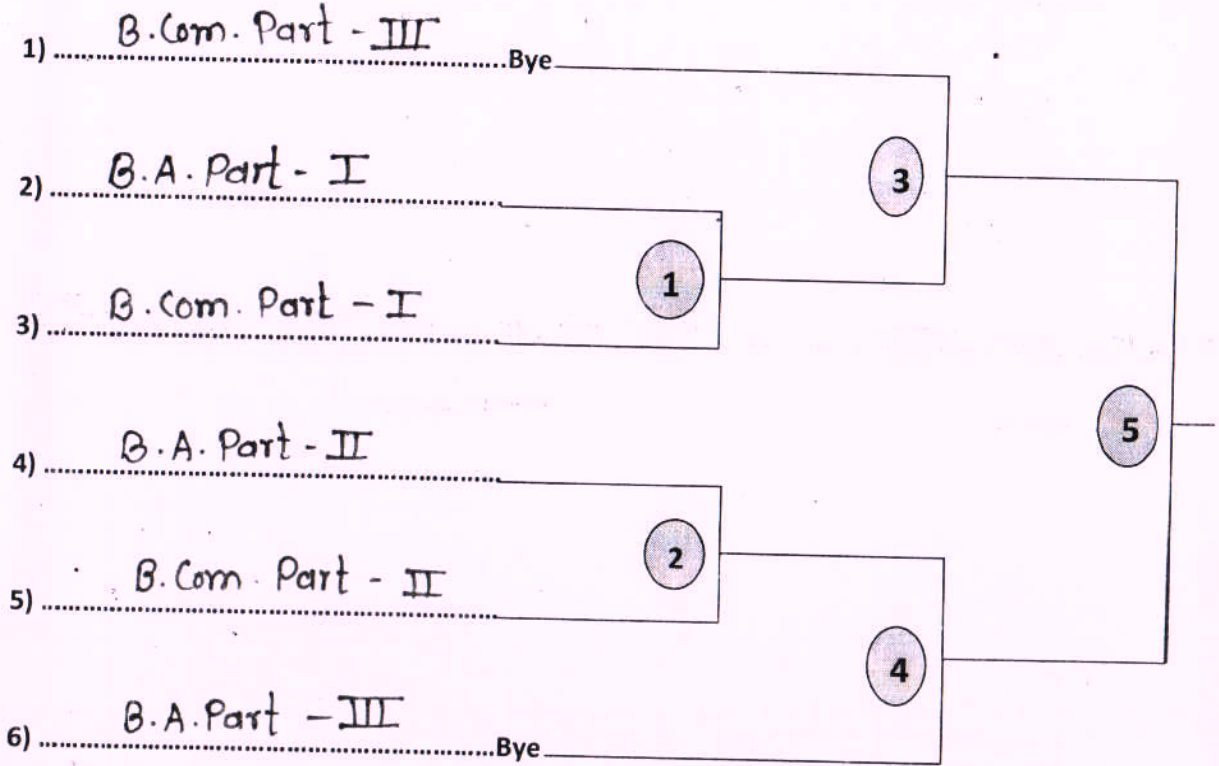 1) B.Com. Part - III Bye
3
2) B.A. Part - I
1
3) B.Com. Part - I
4) B.A. Part - II
5
2
5) B.Com. Part - II
4
6) B.A. Part - III Bye